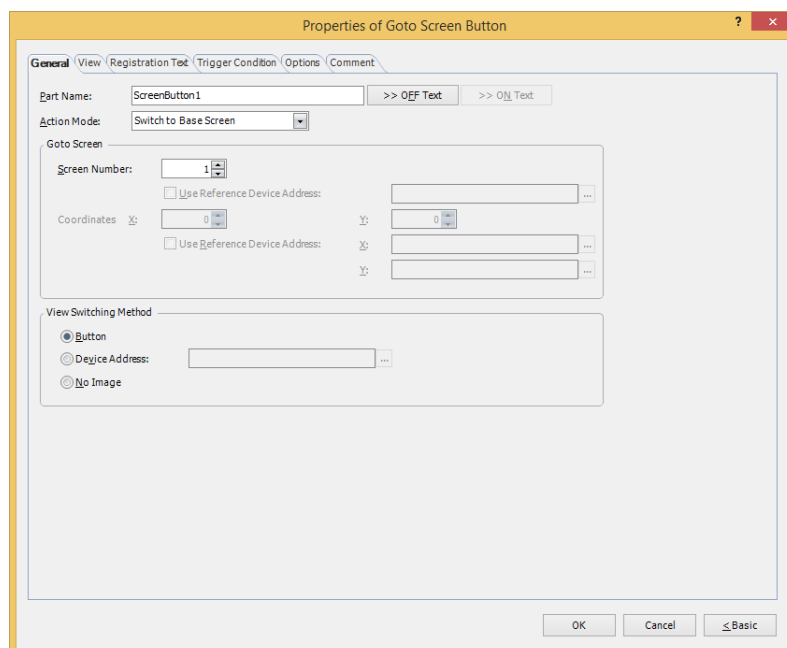 Properties of Goto Screen Button ? ×
General View Registration Text Trigger Condition Options Comment
Part Name: ScreenButton1 >> OFF Text >> ON Text
Action Mode: Switch to Base Screen
Goto Screen
Screen Number: 1
Use Reference Device Address: ...
Coordinates X: 0 Y: 0
Use Reference Device Address: X: ...
Y: ...
View Switching Method
Button
Device Address: ...
No Image
OK Cancel < Basic